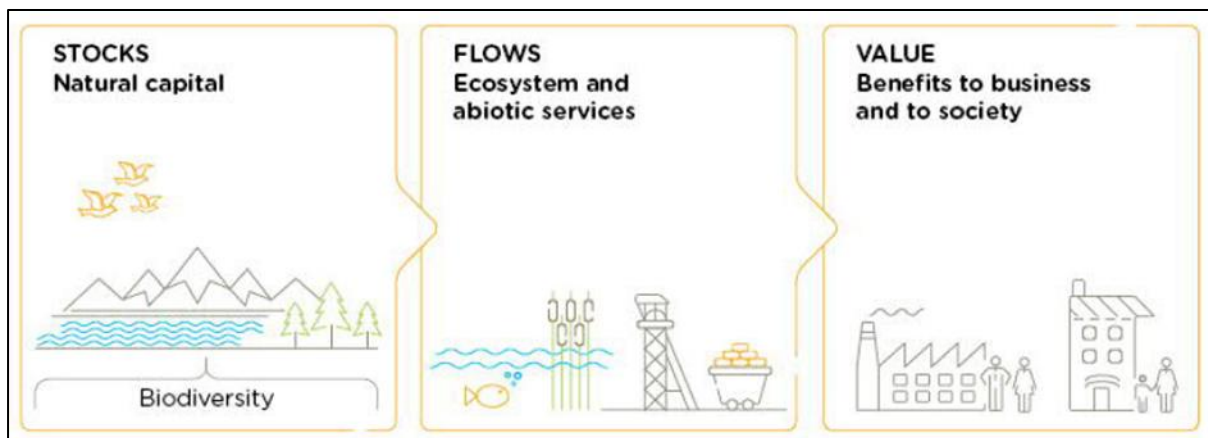 STOCKS
Natural capital
Biodiversity
FLOWS
Ecosystem and
abiotic services
VALUE
Benefits to business
and to society